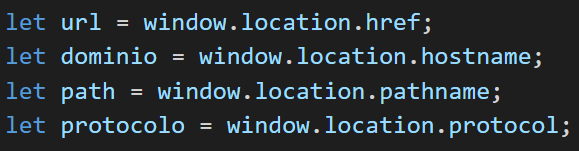 let url = window.location.href;
let dominio = window.location.hostname;
let path = window.location.pathname;
let protocolo = window.location.protocol;